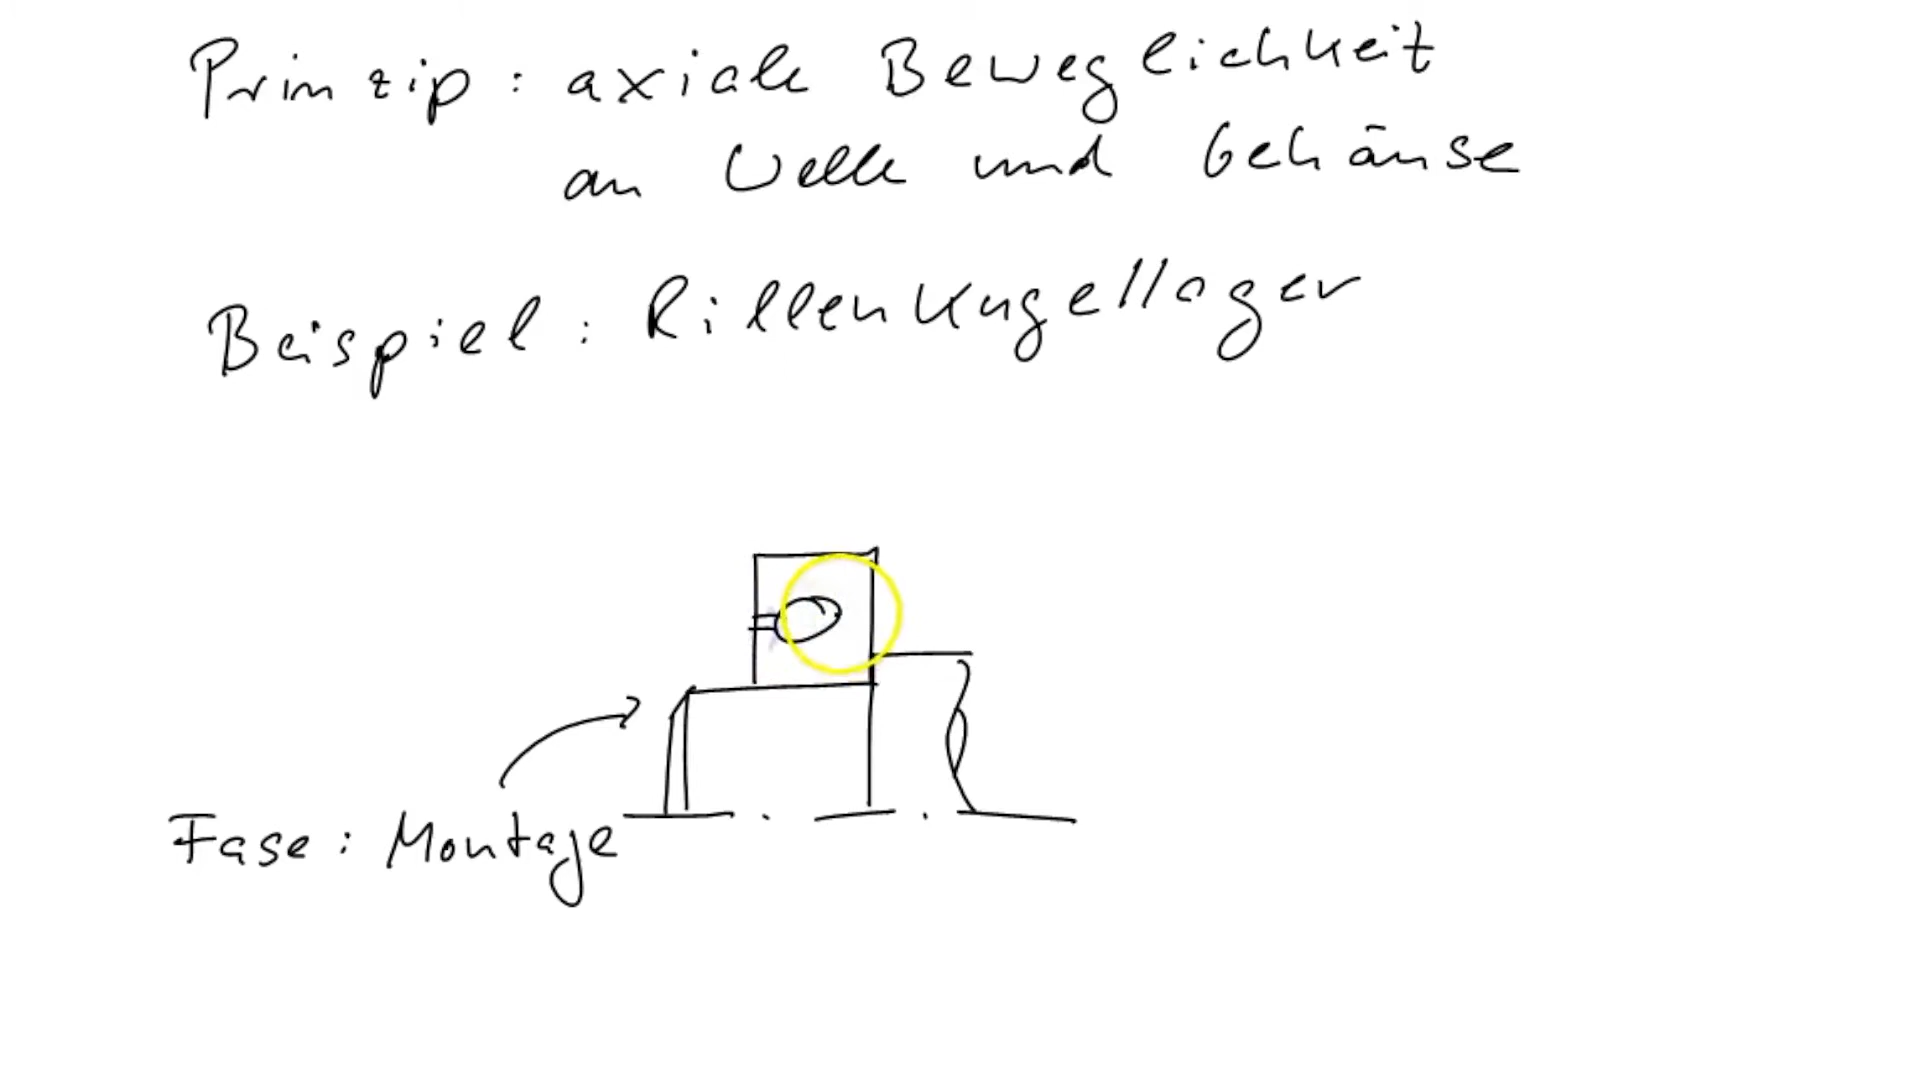 Prinzip: axiale Beweglichkeit
an Welle und Gehäuse
Beispiel: Rillenkugellager
Fase: Montage